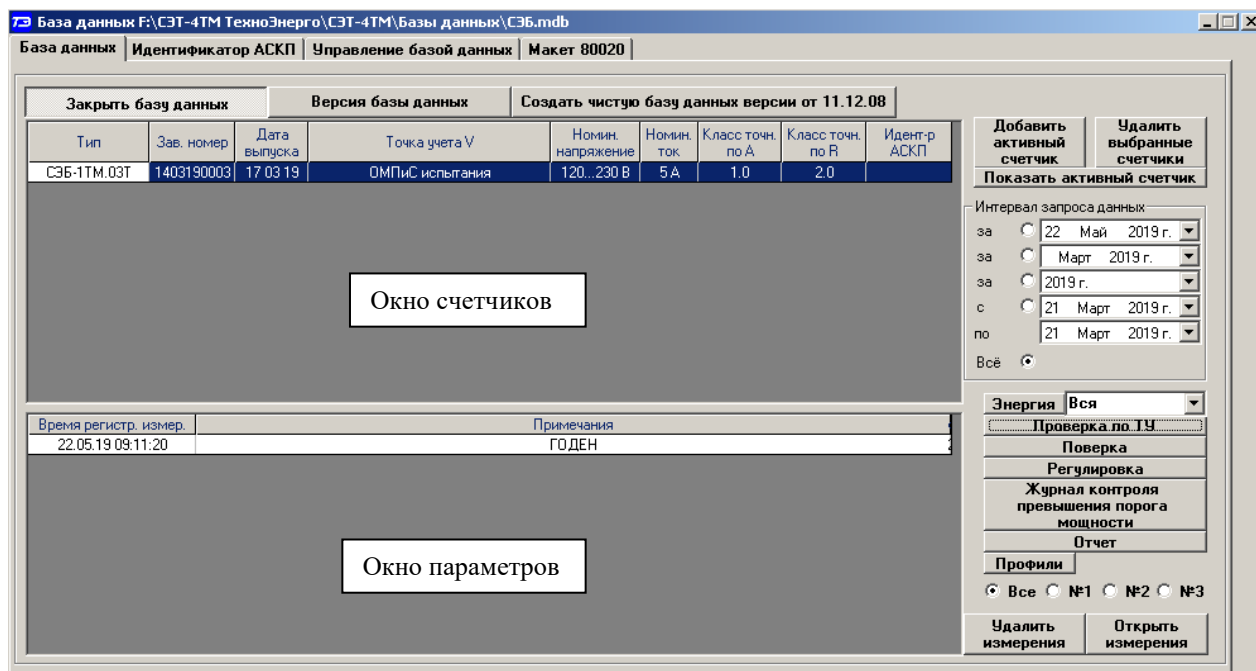 ТЭ База данных F:\СЭТ-4ТМ ТехноЭнерго\СЭТ-4ТМ\Базы данных\СЭБ.mdb
База данных Идентификатор АСКП Управление базой данных Макет 80020
Закрыть базу данных Версия базы данных Создать чистую базу данных версии от 11.12.08
Тип Зав. номер Дата выпуска Точка учета V Номин. напряжение Номин. ток Класс точн. по А Класс точн. по R Идент-р АСКП
СЭБ-1ТМ.03Т 1403190003 17 03 19 ОМПиС испытания 120...230 В 5 А 1.0 2.0
Окно счетчиков
Добавить активный счетчик
Удалить выбранные счетчики
Показать активный счетчик
Интервал запроса данных
за 22 Май 2019 г.
за Март 2019 г.
за 2019 г.
с 21 Март 2019 г.
по 21 Март 2019 г.
Всё
Время регистр. измер. Примечания
22.05.19 09:11:20 ГОДЕН
Окно параметров
Энергия Вся
Проверка по ТУ
Поверка
Регулировка
Журнал контроля
превышения порога
мощности
Отчет
Профили
Все №1 №2 №3
Удалить измерения
Открыть измерения